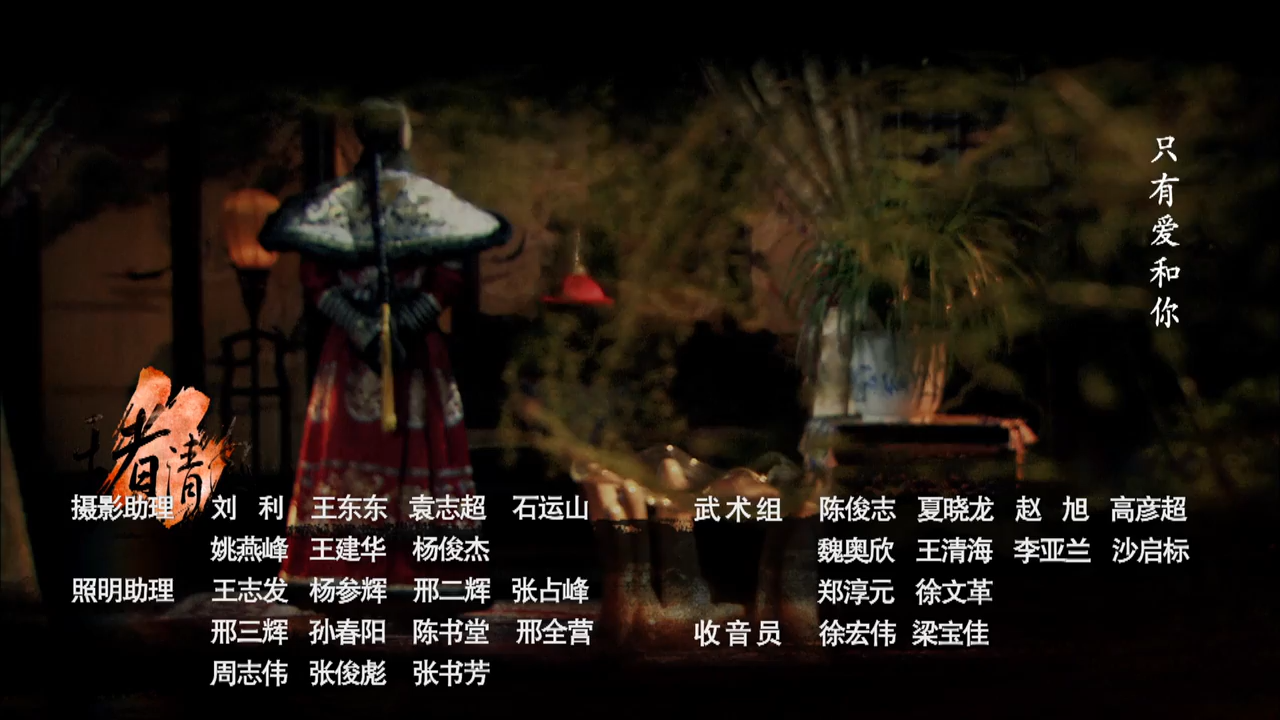 只有爱和你
者清
摄影助理 刘 利 王东东 袁志超 石运山
姚燕峰 王建华 杨俊杰
照明助理 王志发 杨参辉 邢二辉 张占峰
邢三辉 孙春阳 陈书堂 邢全营
周志伟 张俊彪 张书芳
武术组 陈俊志 夏晓龙 赵 旭 高彦超
魏奥欣 王清海 李亚兰 沙启标
郑淳元 徐文革
收音员 徐宏伟 梁宝佳